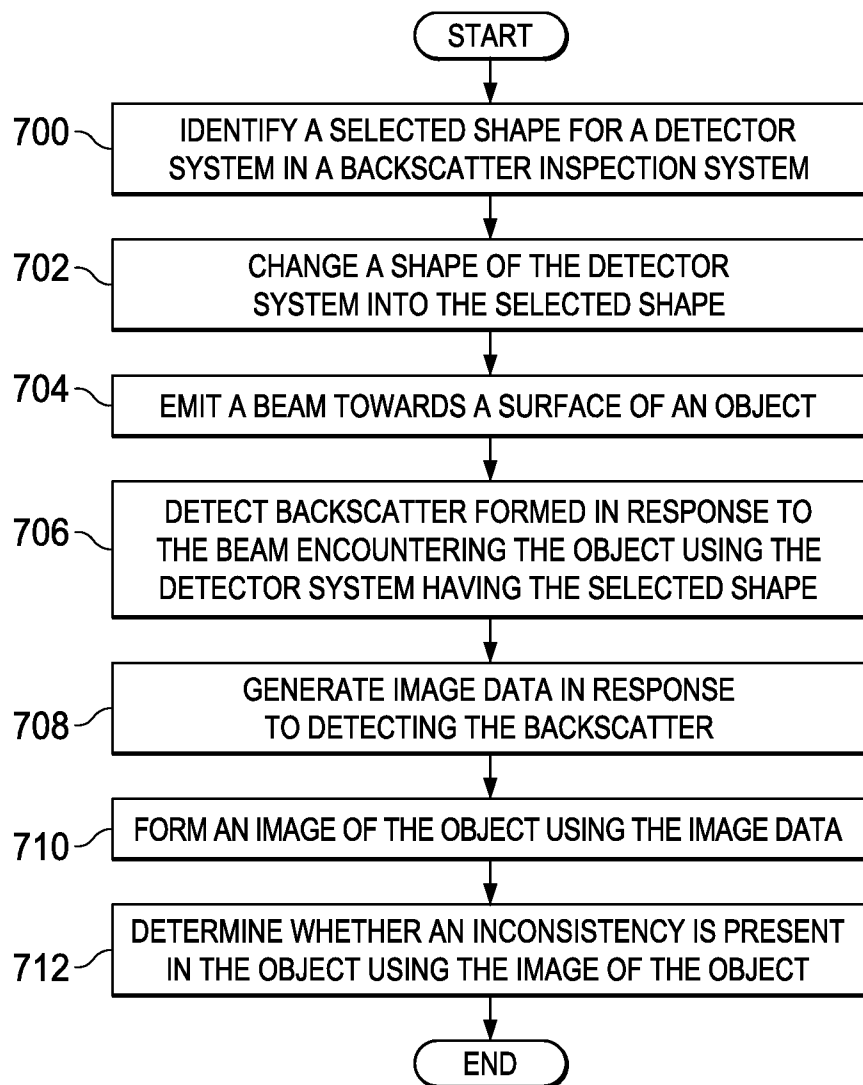 START
700
IDENTIFY A SELECTED SHAPE FOR A DETECTOR
SYSTEM IN A BACKSCATTER INSPECTION SYSTEM
702
CHANGE A SHAPE OF THE DETECTOR
SYSTEM INTO THE SELECTED SHAPE
704
EMIT A BEAM TOWARDS A SURFACE OF AN OBJECT
706
DETECT BACKSCATTER FORMED IN RESPONSE TO
THE BEAM ENCOUNTERING THE OBJECT USING THE
DETECTOR SYSTEM HAVING THE SELECTED SHAPE
708
GENERATE IMAGE DATA IN RESPONSE
TO DETECTING THE BACKSCATTER
710
FORM AN IMAGE OF THE OBJECT USING THE IMAGE DATA
712
DETERMINE WHETHER AN INCONSISTENCY IS PRESENT
IN THE OBJECT USING THE IMAGE OF THE OBJECT
END